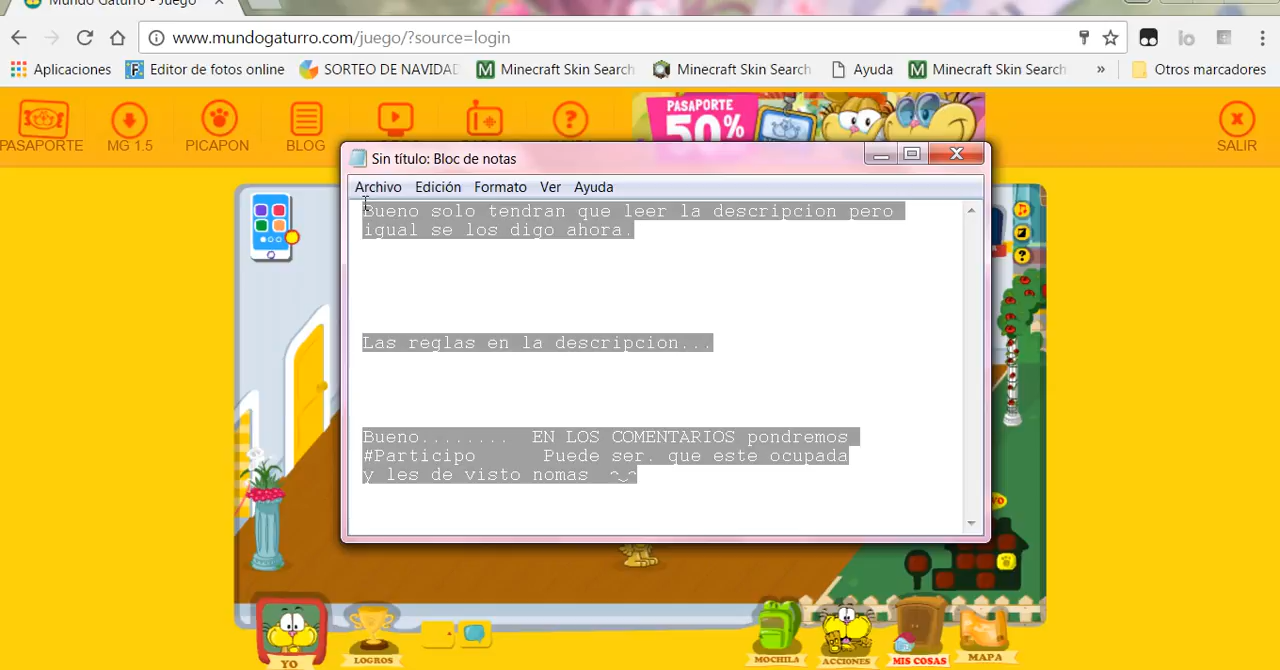 Mundo Gaturro - Juego
www.mundogaturro.com/juego/?source=login
Aplicaciones
Editor de fotos online
SORTEO DE NAVIDAD
Minecraft Skin Search
Minecraft Skin Search
Ayuda
Minecraft Skin Search
»
Otros marcadores
PASAPORTE
MG 1.5
PICAPON
BLOG
PASAPORTE
50%
SALIR
Sin título: Bloc de notas
Archivo Edición Formato Ver Ayuda
Bueno solo tendran que leer la descripcion pero
igual se los digo ahora.
Las reglas en la descripcion...
Bueno........ EN LOS COMENTARIOS pondremos
#Participo Puede ser. que este ocupada
y les de visto nomas ^‿^
YO
LOGROS
MOCHILA
ACCIONES
MIS COSAS
MAPA